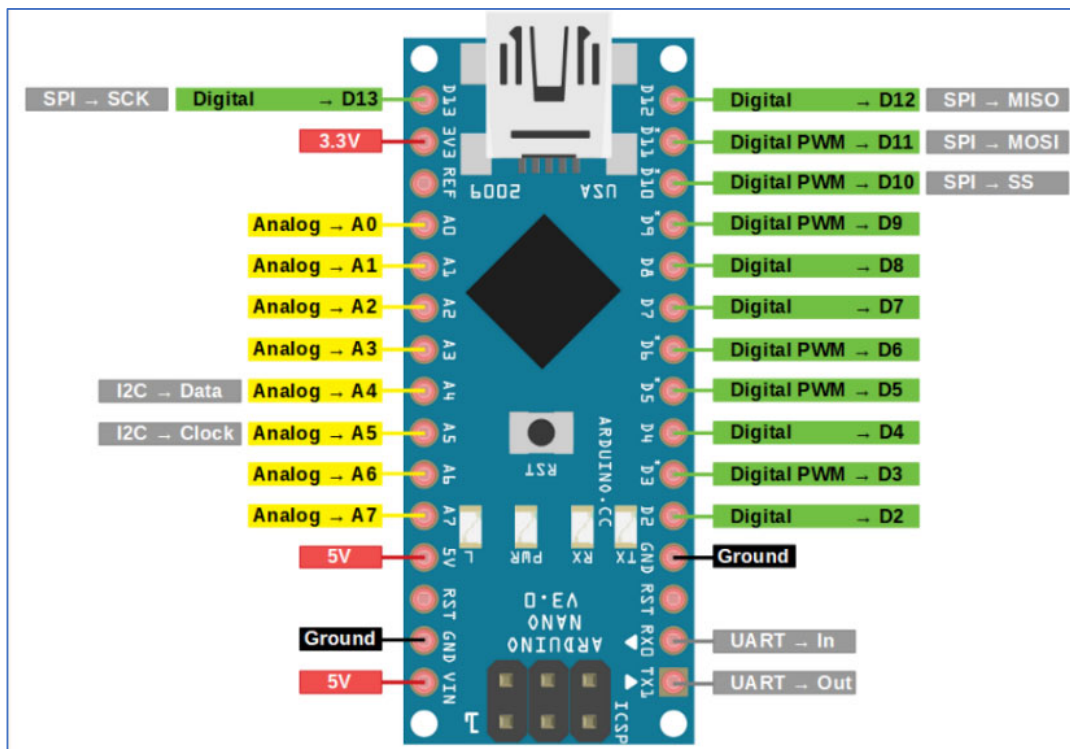 SPI → SCK Digital → D13
3.3V
Analog → A0
Analog → A1
Analog → A2
Analog → A3
I2C → Data Analog → A4
I2C → Clock Analog → A5
Analog → A6
Analog → A7
5V
Ground
5V
D13
3V3
REF
A0
A1
A2
A3
A4
A5
A6
A7
5V
RST
GND
VIN
5009
USA
RST
ARDUINO.CC
L
PWR
RX
TX
V3.0
NANO
ARDUINO
1
ICSP
D12
D11*
D10*
D9*
D8
D7
D6*
D5*
D4
D3*
D2
GND
RST
RX0
TX1
Digital → D12 SPI → MISO
Digital PWM → D11 SPI → MOSI
Digital PWM → D10 SPI → SS
Digital PWM → D9
Digital → D8
Digital → D7
Digital PWM → D6
Digital PWM → D5
Digital → D4
Digital PWM → D3
Digital → D2
Ground
UART → In
UART → Out